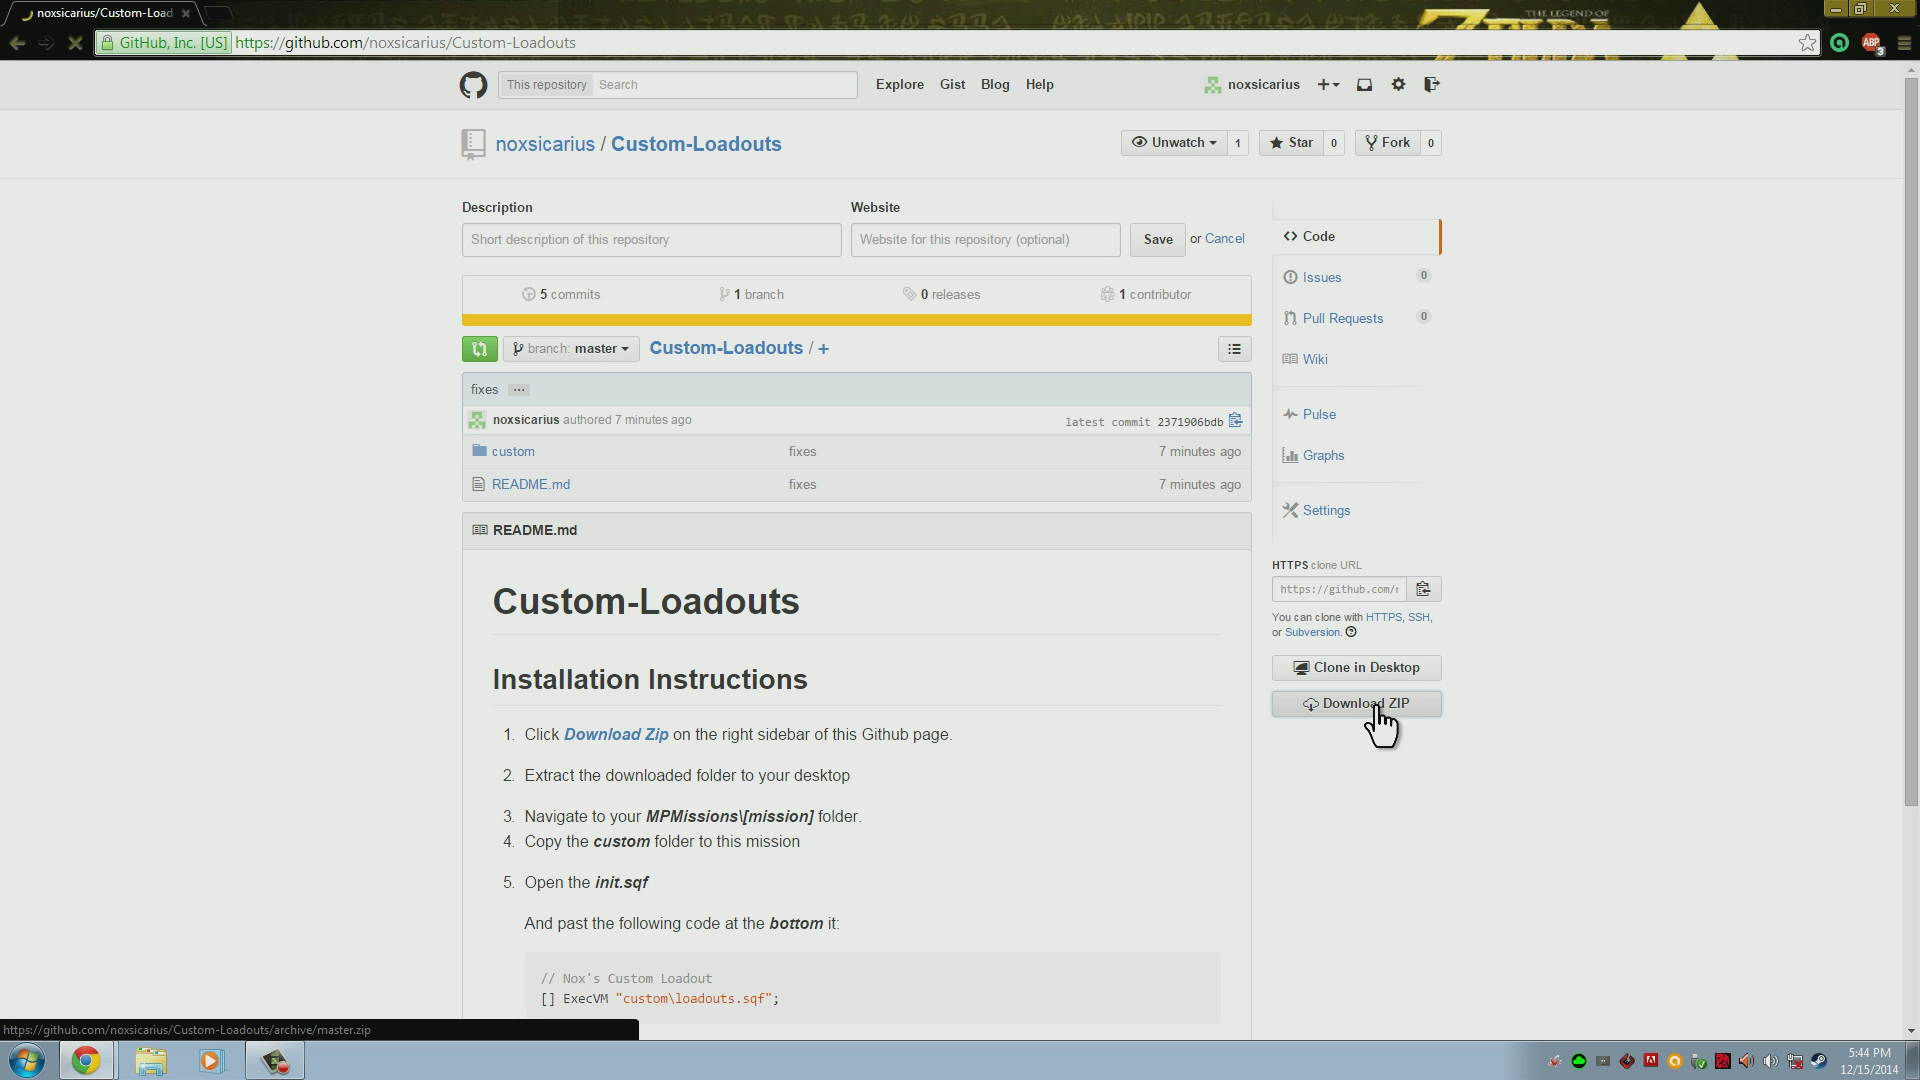 noxsicarius/Custom-Load
THE LEGEND OF
GitHub, Inc. [US] https://github.com/noxsicarius/Custom-Loadouts
ABP
3
This repository Search
Explore Gist Blog Help
noxsicarius
noxsicarius / Custom-Loadouts
Unwatch 1
Star 0
Fork 0
Description
Website
Short description of this repository
Website for this repository (optional)
Save or Cancel
5 commits
1 branch
0 releases
1 contributor
branch: master
Custom-Loadouts / +
fixes ...
noxsicarius authored 7 minutes ago
latest commit 2371906bdb
custom fixes 7 minutes ago
README.md fixes 7 minutes ago
README.md
Custom-Loadouts
Installation Instructions
1. Click Download Zip on the right sidebar of this Github page.
2. Extract the downloaded folder to your desktop
3. Navigate to your MPMissions\[mission] folder.
4. Copy the custom folder to this mission
5. Open the init.sqf
And past the following code at the bottom it:
// Nox's Custom Loadout
[] ExecVM "custom\loadouts.sqf";
<> Code
Issues 0
Pull Requests 0
Wiki
Pulse
Graphs
Settings
HTTPS clone URL
https://github.com/
You can clone with HTTPS, SSH,
or Subversion.
Clone in Desktop
Download ZIP
https://github.com/noxsicarius/Custom-Loadouts/archive/master.zip
5:44 PM
12/15/2014